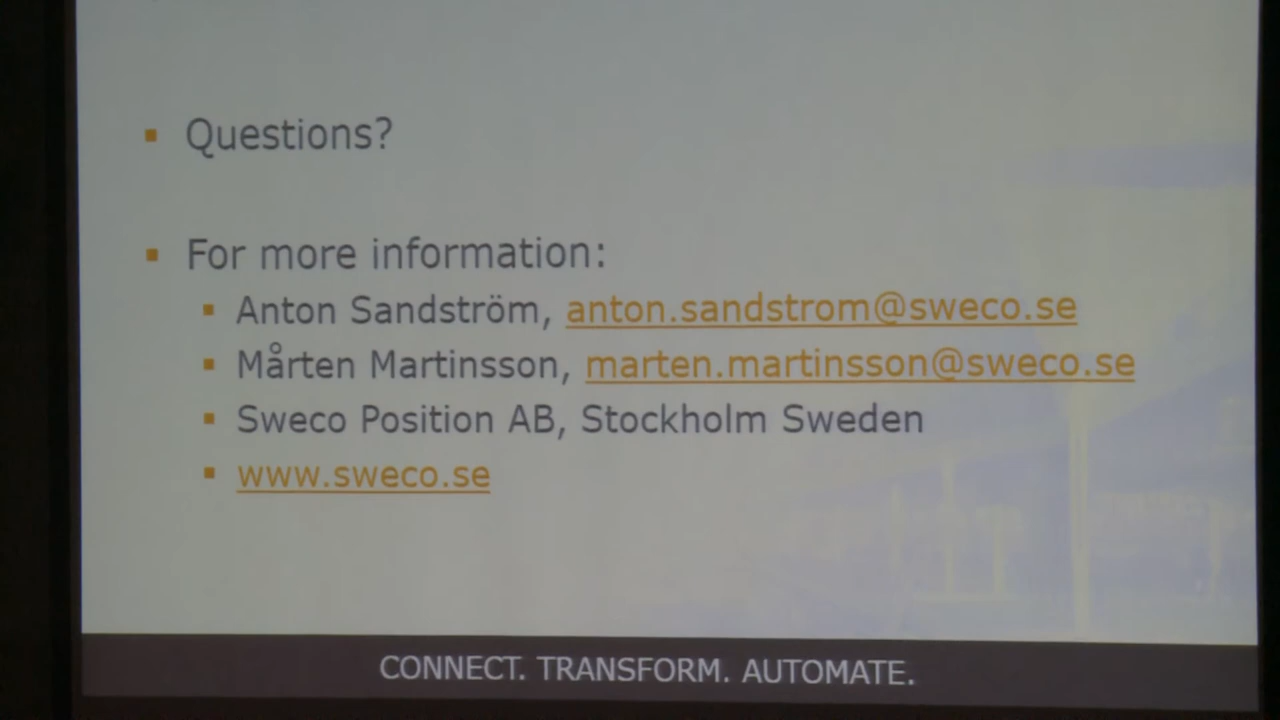 Questions?
For more information:
Anton Sandström, anton.sandstrom@sweco.se
Mårten Martinsson, marten.martinsson@sweco.se
Sweco Position AB, Stockholm Sweden
www.sweco.se
CONNECT. TRANSFORM. AUTOMATE.